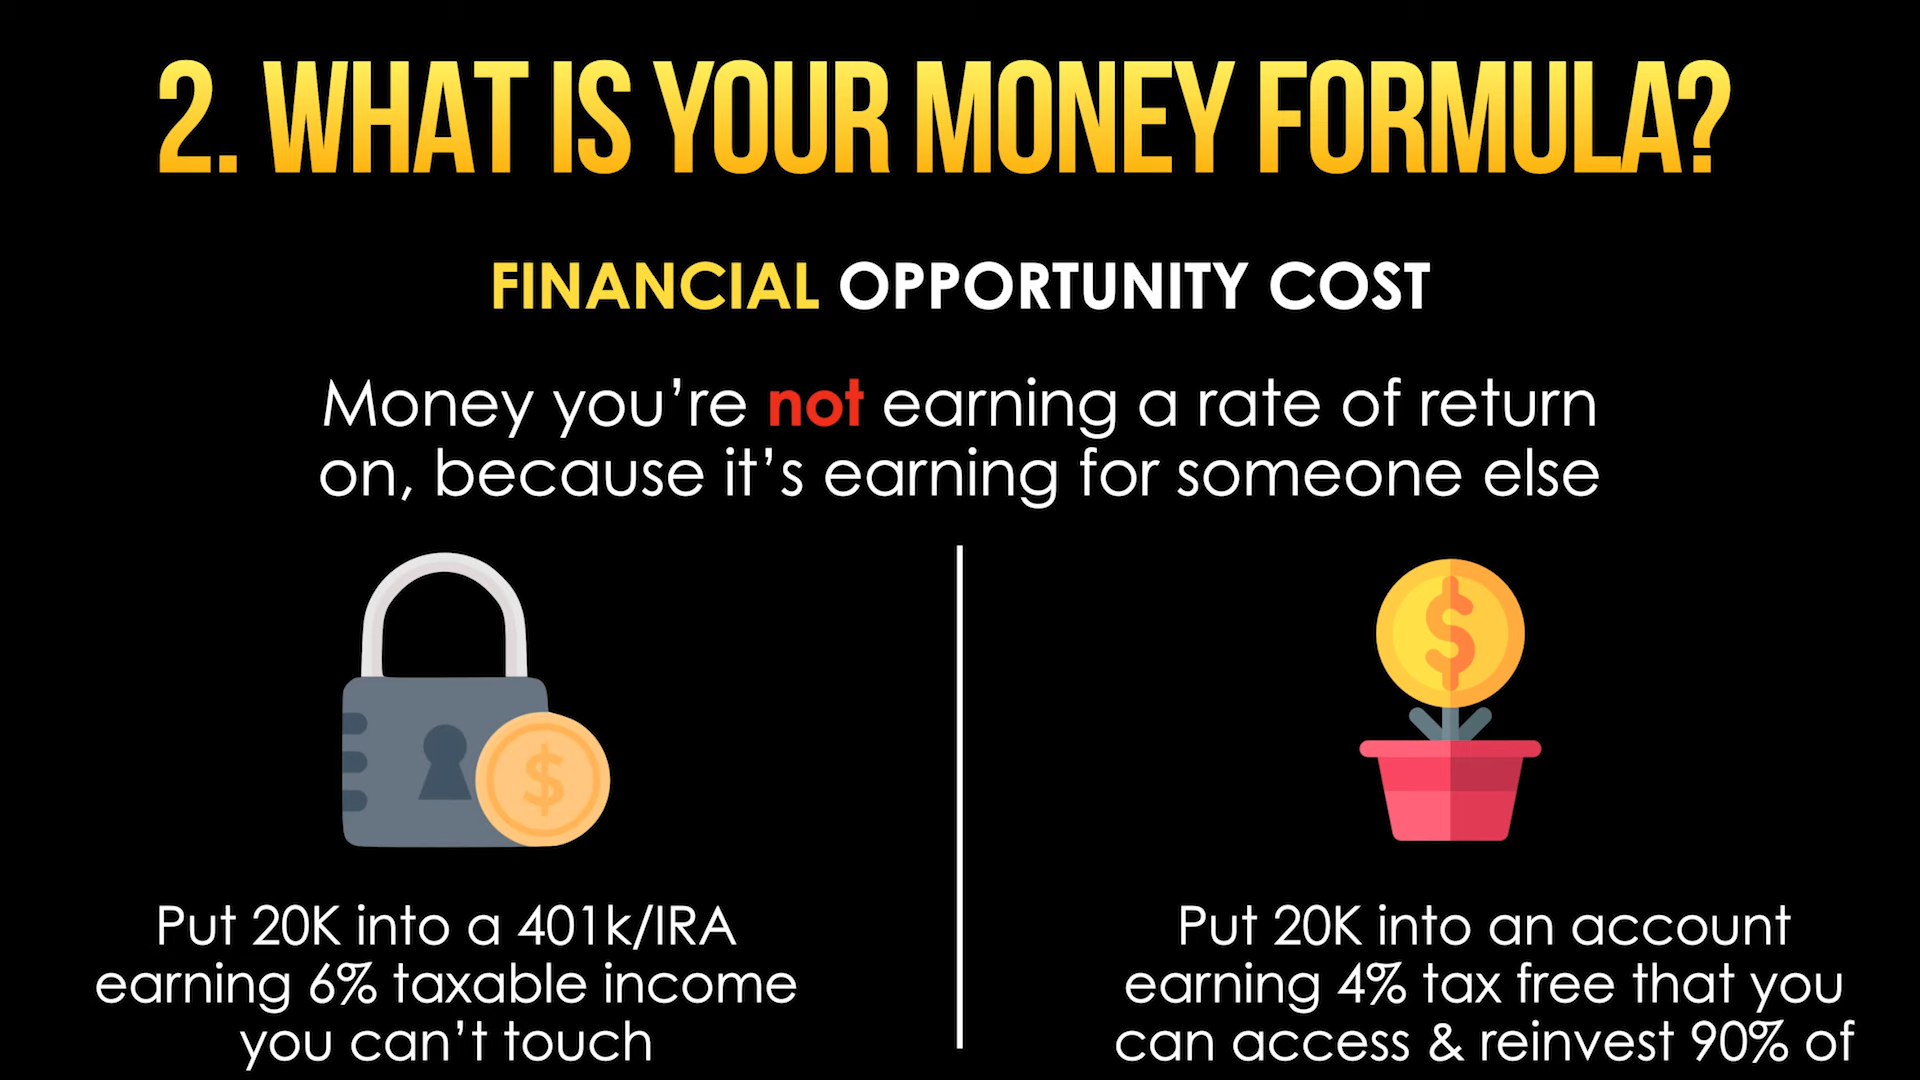 2. WHAT IS YOUR MONEY FORMULA?
FINANCIAL OPPORTUNITY COST
Money you’re not earning a rate of return
on, because it’s earning for someone else
$
$
Put 20K into a 401k/IRA
earning 6% taxable income
you can’t touch
Put 20K into an account
earning 4% tax free that you
can access & reinvest 90% of